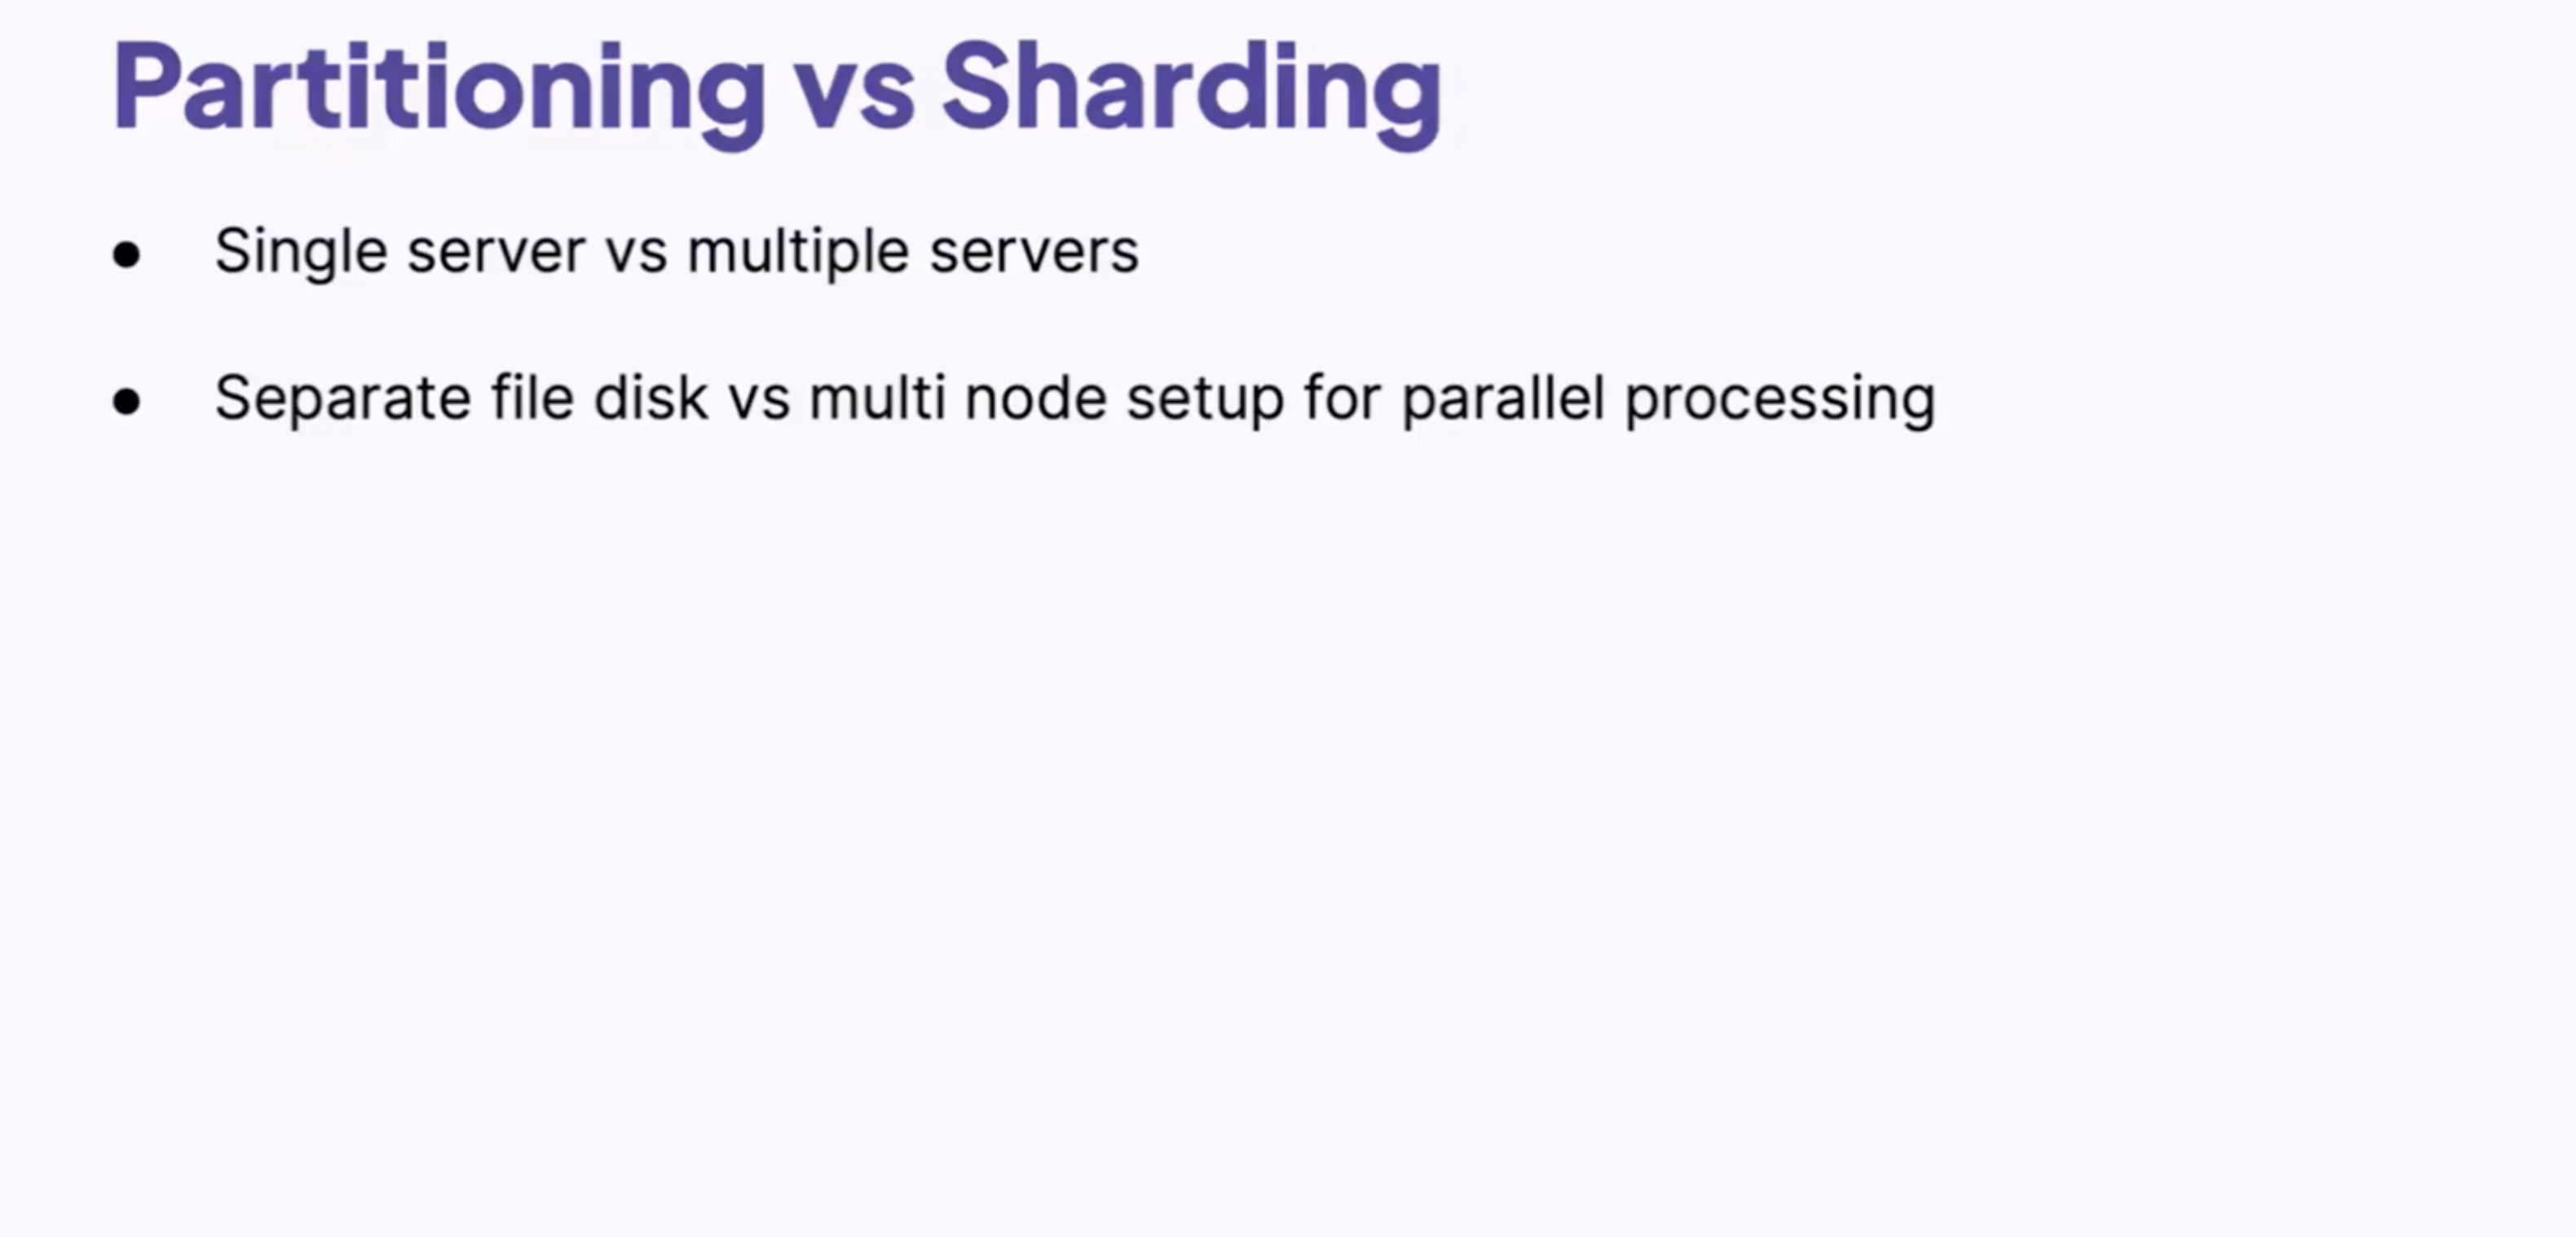 Partitioning vs Sharding
● Single server vs multiple servers
● Separate file disk vs multi node setup for parallel processing